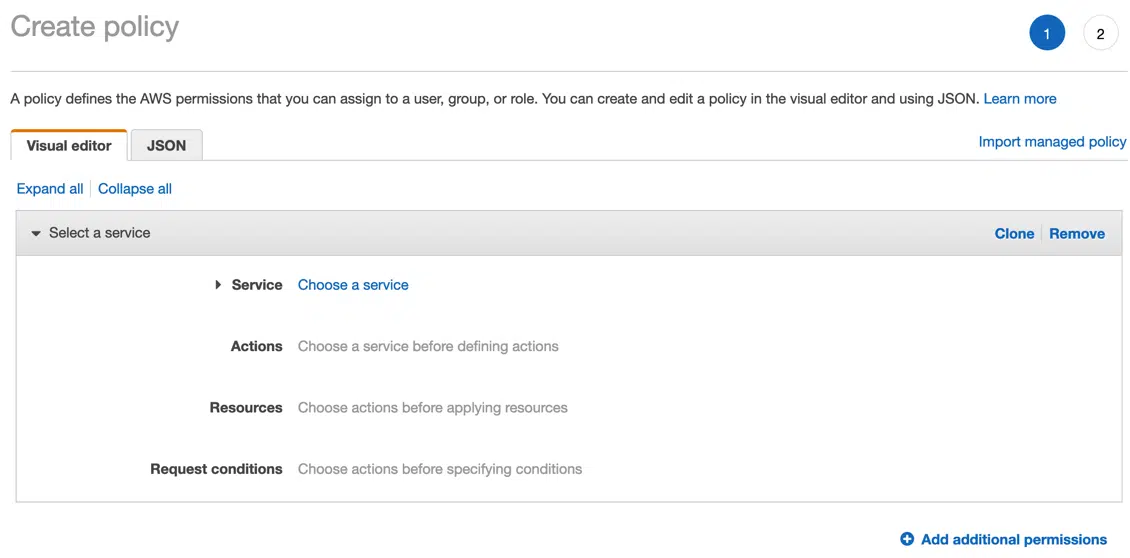 Create policy
1
2
A policy defines the AWS permissions that you can assign to a user, group, or role. You can create and edit a policy in the visual editor and using JSON. Learn more
Visual editor
JSON
Import managed policy
Expand all
Collapse all
Select a service
Clone
Remove
Service
Choose a service
Actions
Choose a service before defining actions
Resources
Choose actions before applying resources
Request conditions
Choose actions before specifying conditions
Add additional permissions